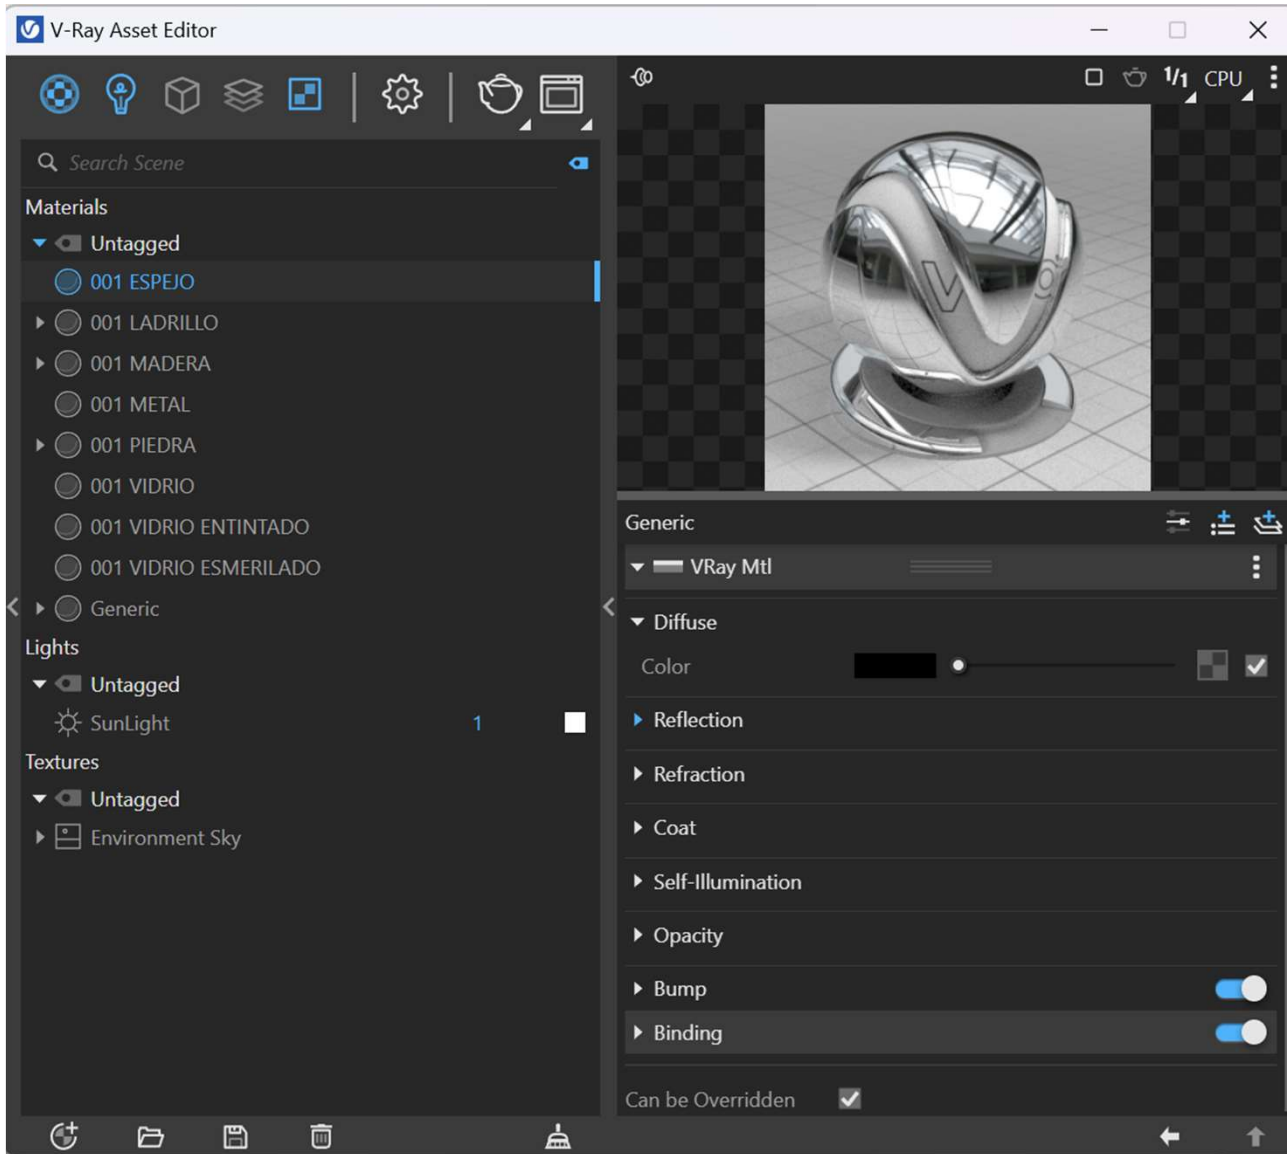 V-Ray Asset Editor
1/1 CPU
Search Scene
Materials
Untagged
001 ESPEJO
001 LADRILLO
001 MADERA
001 METAL
001 PIEDRA
001 VIDRIO
001 VIDRIO ENTINTADO
001 VIDRIO ESMERILADO
Generic
Lights
Untagged
SunLight 1
Textures
Untagged
Environment Sky
Generic
VRay Mtl
Diffuse
Color
Reflection
Refraction
Coat
Self-Illumination
Opacity
Bump
Binding
Can be Overridden